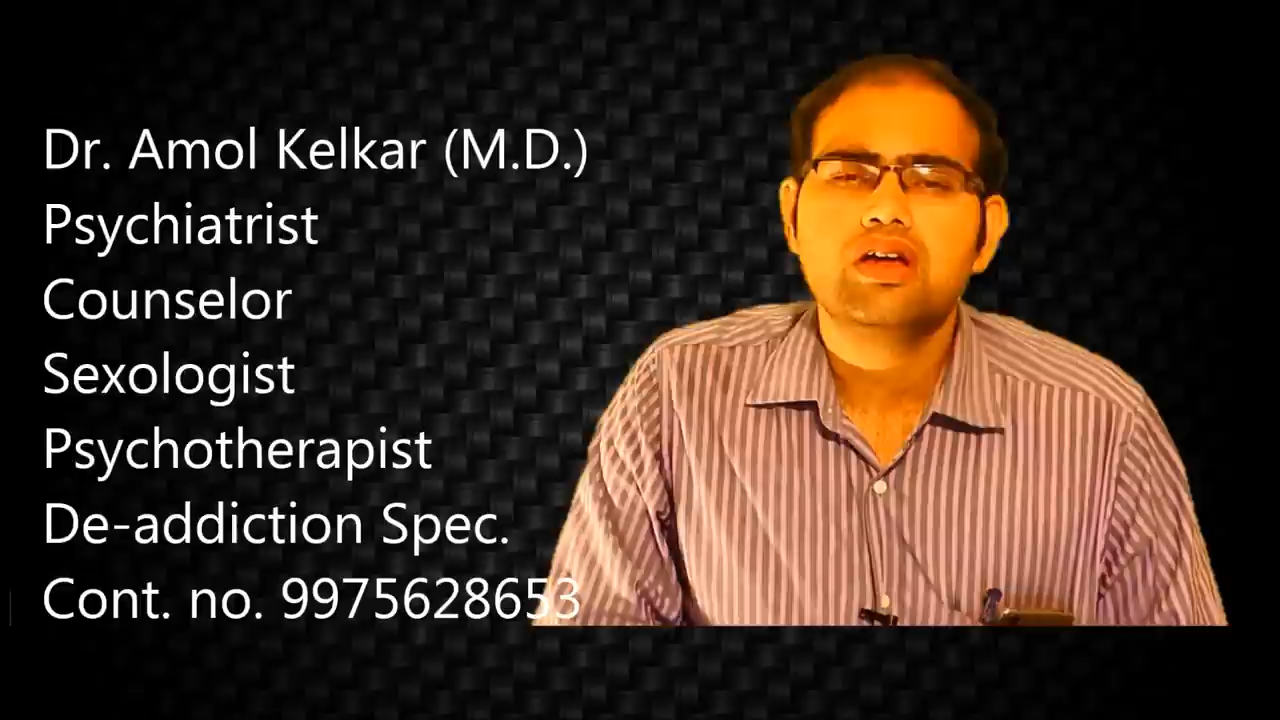 Dr. Amol Kelkar (M.D.)
Psychiatrist
Counselor
Sexologist
Psychotherapist
De-addiction Spec.
Cont. no. 9975628653